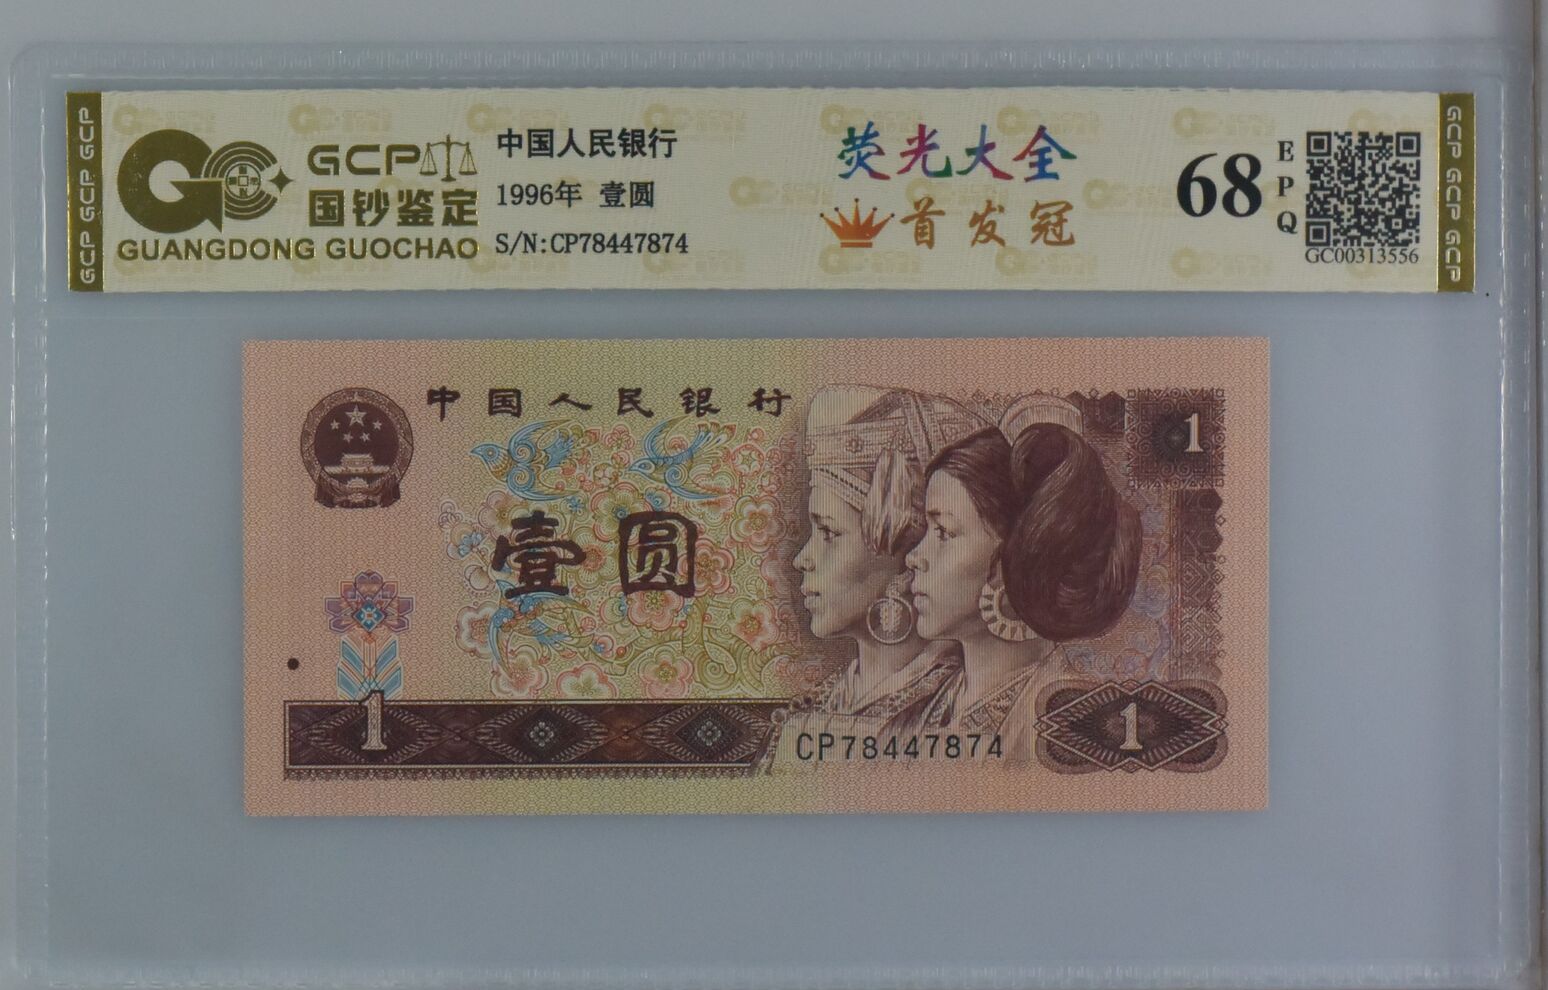 GCP GCP GCP
GCP
国钞鉴定
GUANGDONG GUOCHAO
中国人民银行
1996年 壹圆
S/N:CP78447874
荧光大全
首发冠
68
EPQ
GC00313556
GCP GCP GCP
中国人民银行
1
壹圆
1
CP78447874
1